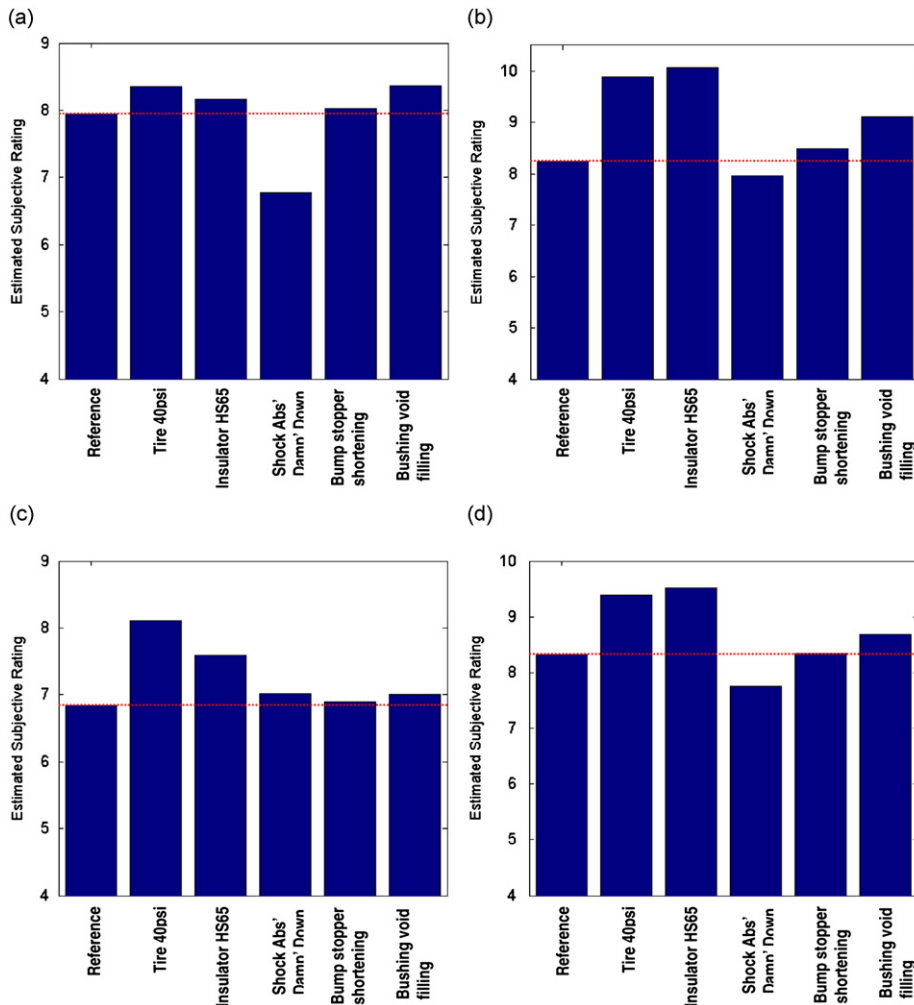 (a)
9
8
7
6
5
4
Estimated Subjective Rating
Reference
Tire 40psi
Insulator HS65
Shock Abs'
Damp' Down
Bump stopper
shortening
Bushing void
filling
(b)
10
9
8
7
6
5
4
Estimated Subjective Rating
Reference
Tire 40psi
Insulator HS65
Shock Abs'
Damp' Down
Bump stopper
shortening
Bushing void
filling
(c)
9
8
7
6
5
4
Estimated Subjective Rating
Reference
Tire 40psi
Insulator HS65
Shock Abs'
Damp' Down
Bump stopper
shortening
Bushing void
filling
(d)
10
9
8
7
6
5
4
Estimated Subjective Rating
Reference
Tire 40psi
Insulator HS65
Shock Abs'
Damp' Down
Bump stopper
shortening
Bushing void
filling